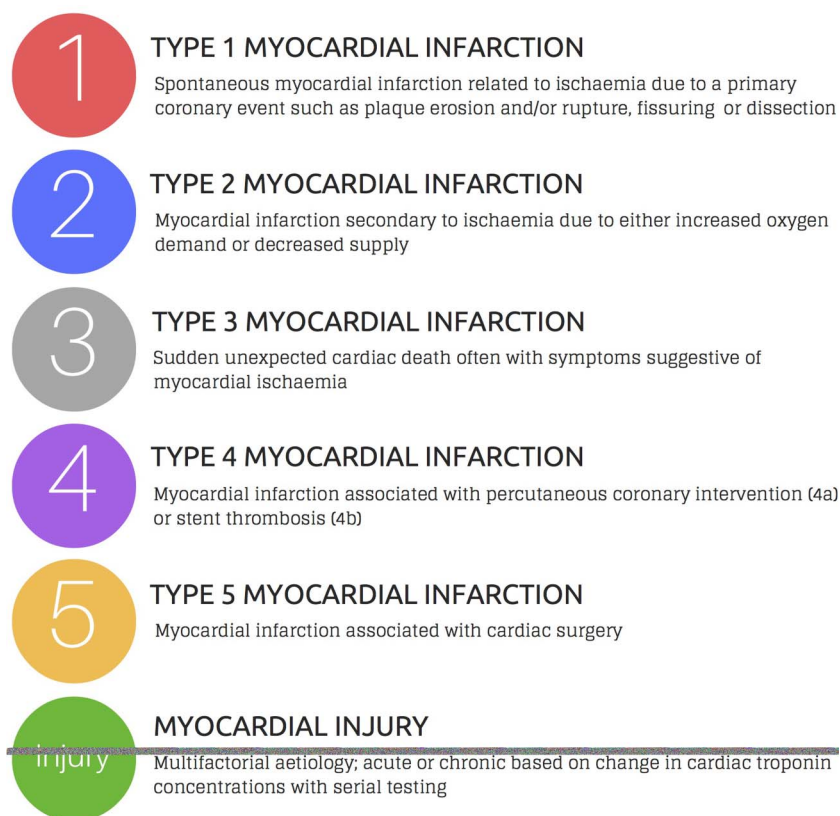 1
TYPE 1 MYOCARDIAL INFARCTION
Spontaneous myocardial infarction related to ischaemia due to a primary
coronary event such as plaque erosion and/or rupture, fissuring or dissection
2
TYPE 2 MYOCARDIAL INFARCTION
Myocardial infarction secondary to ischaemia due to either increased oxygen
demand or decreased supply
3
TYPE 3 MYOCARDIAL INFARCTION
Sudden unexpected cardiac death often with symptoms suggestive of
myocardial ischaemia
4
TYPE 4 MYOCARDIAL INFARCTION
Myocardial infarction associated with percutaneous coronary intervention (4a)
or stent thrombosis (4b)
5
TYPE 5 MYOCARDIAL INFARCTION
Myocardial infarction associated with cardiac surgery
injury
MYOCARDIAL INJURY
Multifactorial aetiology; acute or chronic based on change in cardiac troponin
concentrations with serial testing